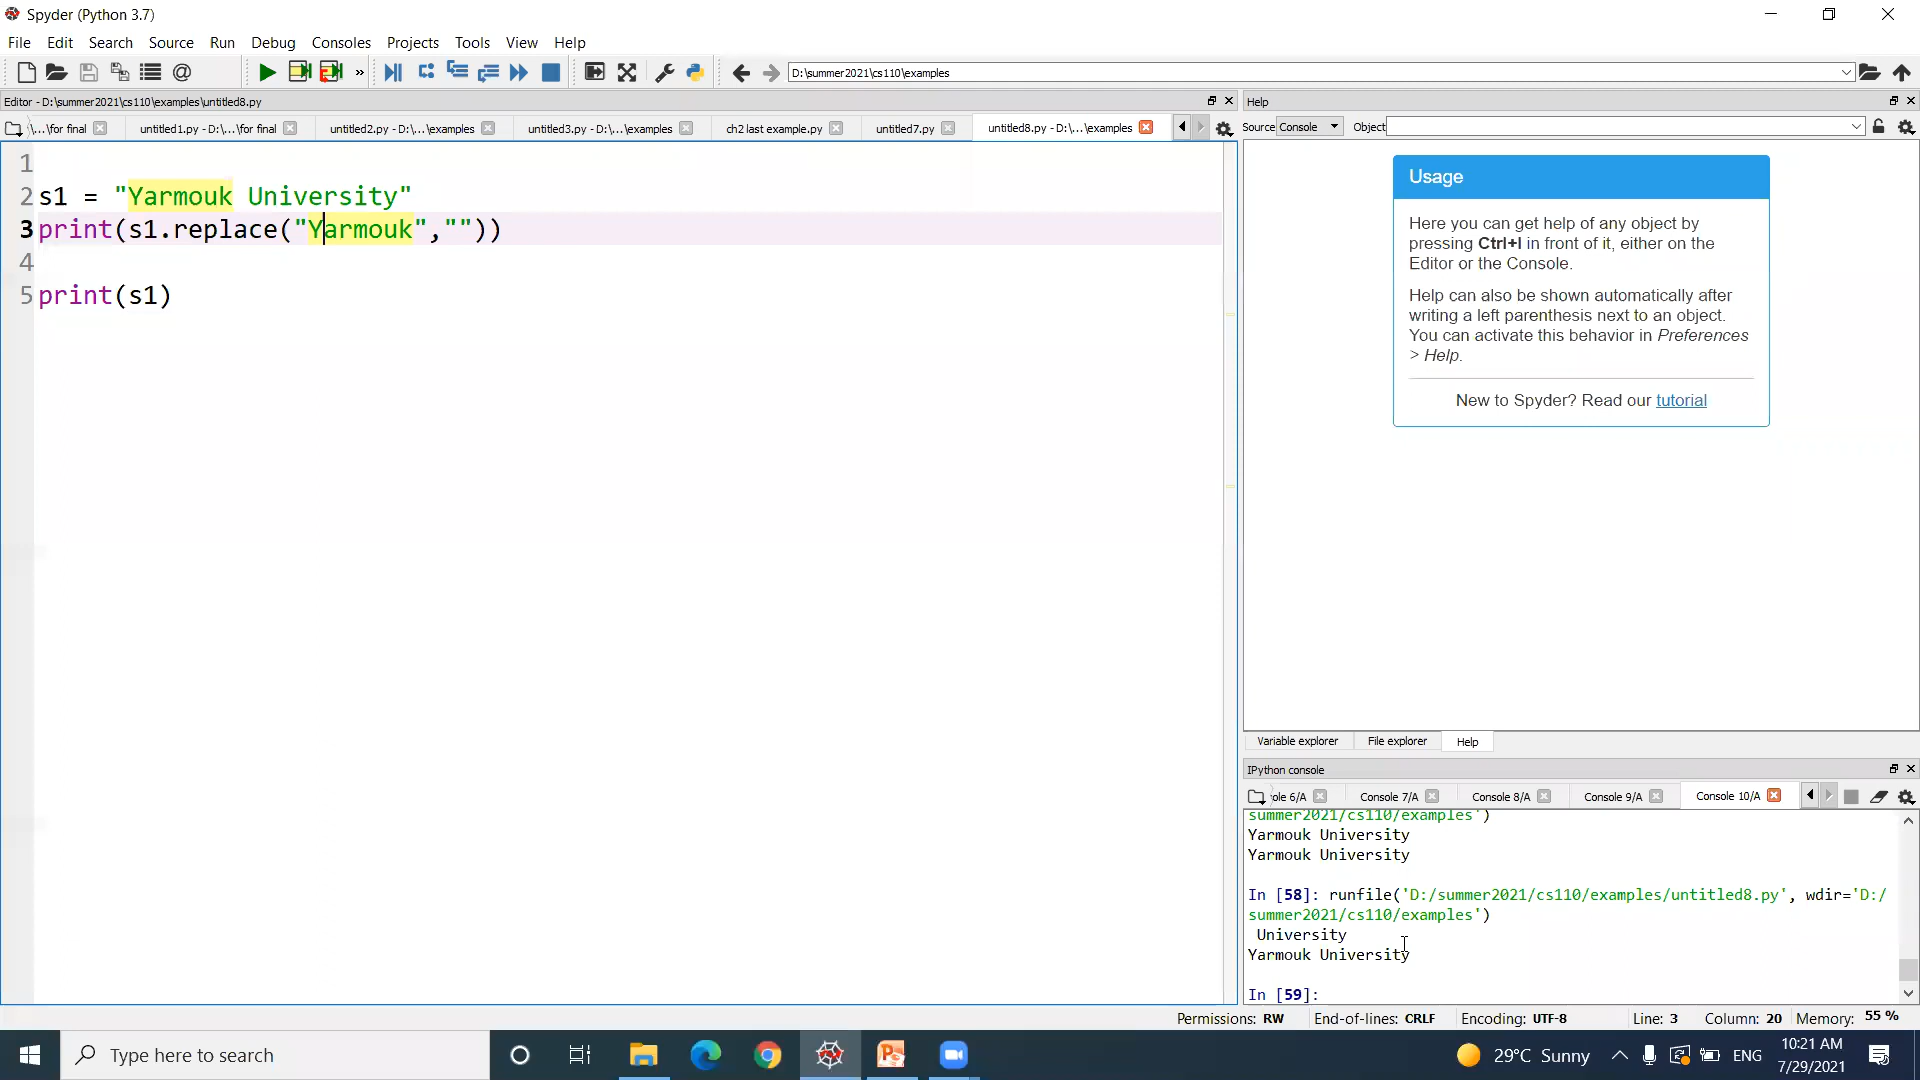 Spyder (Python 3.7)
File Edit Search Source Run Debug Consoles Projects Tools View Help
D:\summer2021\cs110\examples
Editor - D:\summer2021\cs110\examples\untitled8.py
\...\for final untitled1.py - D:\...\for final untitled2.py - D:\...\examples untitled3.py - D:\...\examples ch2 last example.py untitled7.py untitled8.py - D:\...\examples
1
2 s1 = "Yarmouk University"
3 print(s1.replace("Yarmouk",""))
4
5 print(s1)
Help
Source Console Object
Usage
Here you can get help of any object by
pressing Ctrl+I in front of it, either on the
Editor or the Console.
Help can also be shown automatically after
writing a left parenthesis next to an object.
You can activate this behavior in Preferences
> Help.
New to Spyder? Read our tutorial
Variable explorer File explorer Help
IPython console
ole 6/A Console 7/A Console 8/A Console 9/A Console 10/A
summer2021/cs110/examples')
Yarmouk University
Yarmouk University
In [58]: runfile('D:/summer2021/cs110/examples/untitled8.py', wdir='D:/
summer2021/cs110/examples')
University
Yarmouk University
In [59]:
Permissions: RW End-of-lines: CRLF Encoding: UTF-8 Line: 3 Column: 20 Memory: 55 %
Type here to search
29°C Sunny ENG
10:21 AM
7/29/2021